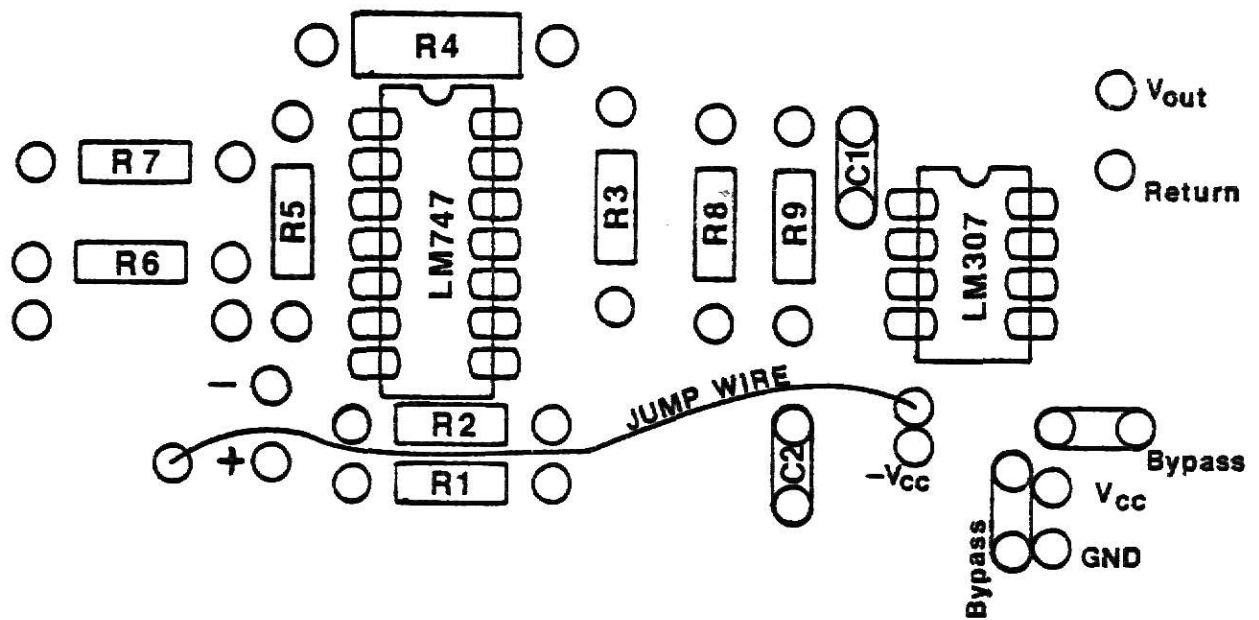 R4
Vout
R7
Return
R5
LM747
R3
R8
R9
C1
LM307
R6
−
JUMP WIRE
R2
+
R1
C2
−Vcc
Bypass
Vcc
Bypass
GND